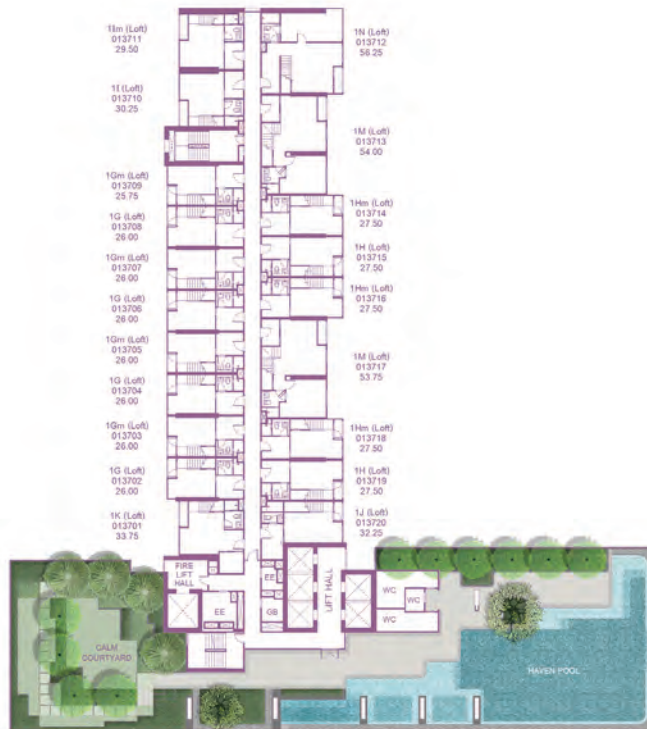 1Im (Loft)
013711
29.50
1I (Loft)
013710
30.25
1Gm (Loft)
013709
25.75
1G (Loft)
013708
26.00
1Gm (Loft)
013707
26.00
1G (Loft)
013706
26.00
1Gm (Loft)
013705
26.00
1G (Loft)
013704
26.00
1Gm (Loft)
013703
26.00
1G (Loft)
013702
26.00
1K (Loft)
013701
33.75
1N (Loft)
013712
56.25
1M (Loft)
013713
54.00
1Hm (Loft)
013714
27.50
1H (Loft)
013715
27.50
1Hm (Loft)
013716
27.50
1M (Loft)
013717
53.75
1Hm (Loft)
013718
27.50
1H (Loft)
013719
27.50
1J (Loft)
013720
32.25
FIRE
LIFT
HALL
EE
EE
GB
LIFT HALL
WC
WC
WC
CALM
COURTYARD
HAVEN POOL